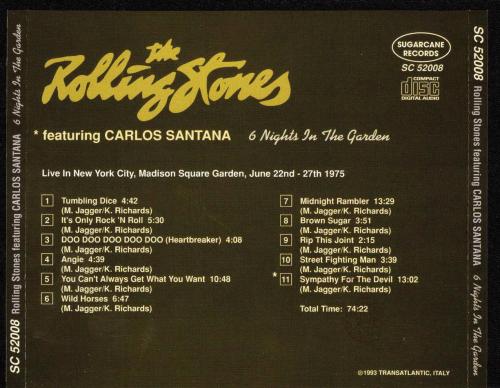 SC 52008 Rolling Stones featuring CARLOS SANTANA 6 Nights In The Garden
the
Rolling Stones
SUGARCANE
RECORDS
SC 52008
COMPACT
disc
DIGITAL AUDIO
* featuring CARLOS SANTANA 6 Nights In The Garden
Live In New York City, Madison Square Garden, June 22nd - 27th 1975
1 Tumbling Dice 4:42
(M. Jagger/K. Richards)
2 It's Only Rock 'N Roll 5:30
(M. Jagger/K. Richards)
3 DOO DOO DOO DOO DOO (Heartbreaker) 4:08
(M. Jagger/K. Richards)
4 Angie 4:39
(M. Jagger/K. Richards)
5 You Can't Always Get What You Want 10:48
(M. Jagger/K. Richards)
6 Wild Horses 6:47
(M. Jagger/K. Richards)
7 Midnight Rambler 13:29
(M. Jagger/K. Richards)
8 Brown Sugar 3:51
(M. Jagger/K. Richards)
9 Rip This Joint 2:15
(M. Jagger/K. Richards)
10 Street Fighting Man 3:39
(M. Jagger/K. Richards)
* 11 Sympathy For The Devil 13:02
(M. Jagger/K. Richards)
Total Time: 74:22
©1993 TRANSATLANTIC, ITALY
SC 52008 Rolling Stones featuring CARLOS SANTANA 6 Nights In The Garden